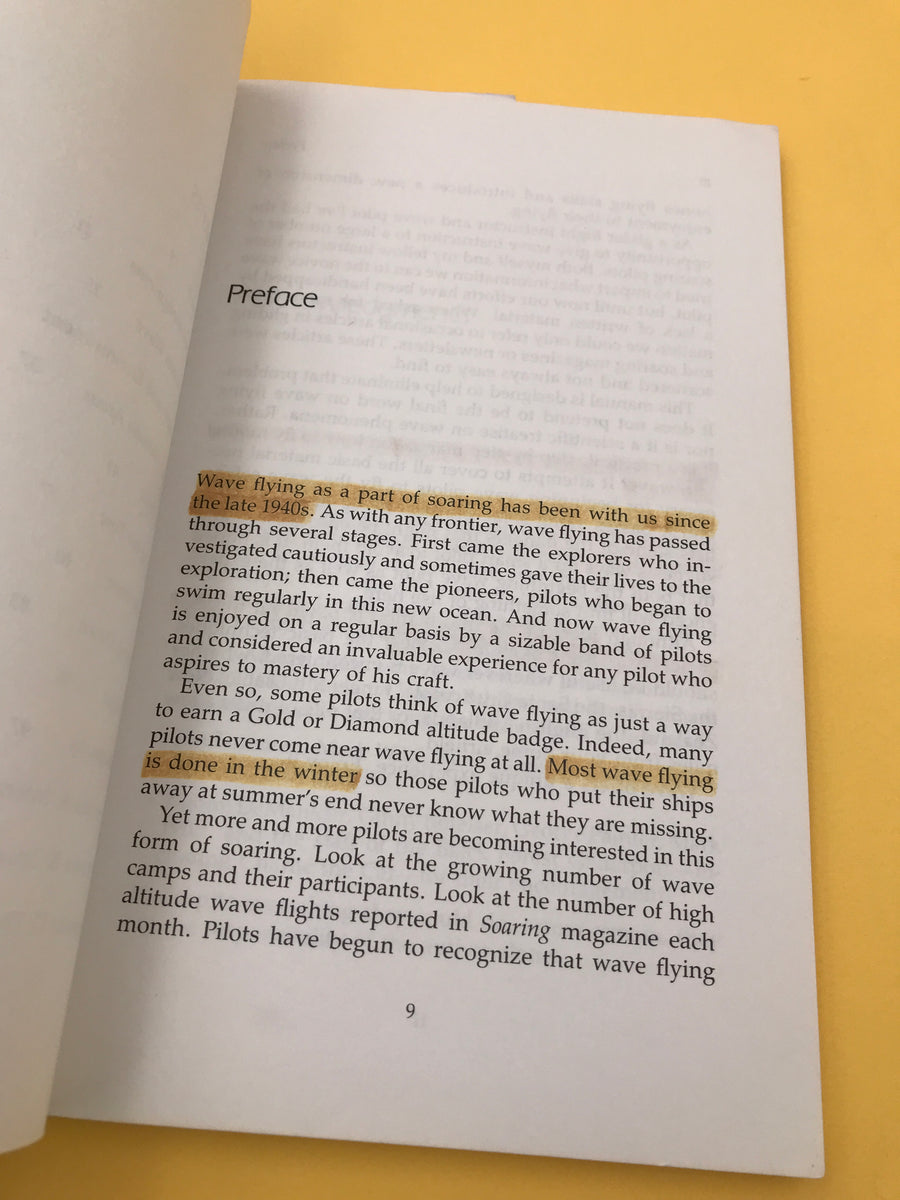 Preface
Wave flying as a part of soaring has been with us since
the late 1940s. As with any frontier, wave flying has passed
through several stages. First came the explorers who in-
vestigated cautiously and sometimes gave their lives to the
exploration; then came the pioneers, pilots who began to
swim regularly in this new ocean. And now wave flying
is enjoyed on a regular basis by a sizable band of pilots
and considered an invaluable experience for any pilot who
aspires to mastery of his craft.
Even so, some pilots think of wave flying as just a way
to earn a Gold or Diamond altitude badge. Indeed, many
pilots never come near wave flying at all. Most wave flying
is done in the winter so those pilots who put their ships
away at summer's end never know what they are missing.
Yet more and more pilots are becoming interested in this
form of soaring. Look at the growing number of wave
camps and their participants. Look at the number of high
altitude wave flights reported in Soaring magazine each
month. Pilots have begun to recognize that wave flying
9